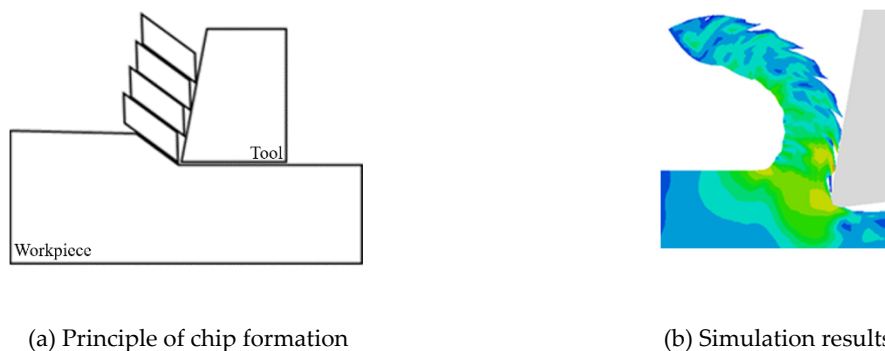 Tool
Workpiece
(a) Principle of chip formation
(b) Simulation results